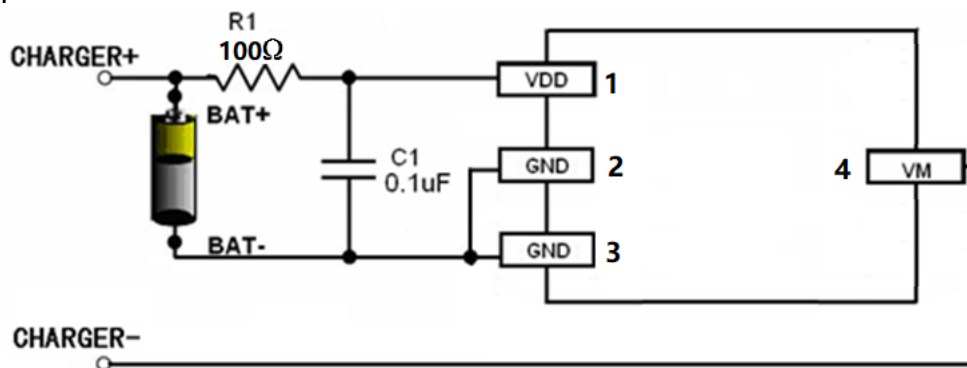 R1
100Ω
CHARGER+
BAT+
C1
0.1uF
BAT-
VDD
1
GND
2
GND
3
4
VM
CHARGER-